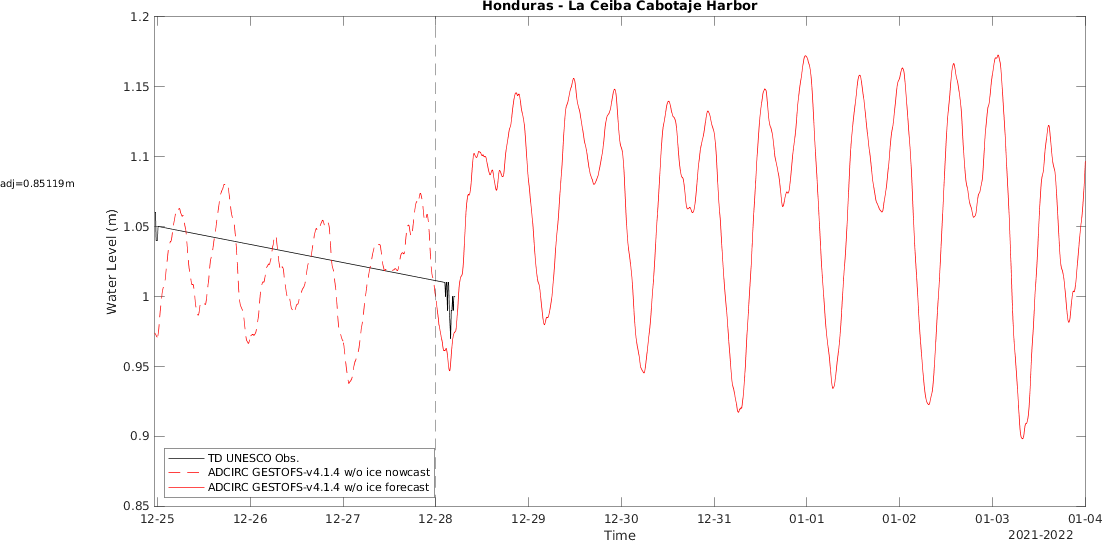 Honduras - La Ceiba Cabotaje Harbor
1.2
1.15
1.1
adj=0.85119m
1.05
Water Level (m)
1
0.95
0.9
TD UNESCO Obs.
ADCIRC GESTOFS-v4.1.4 w/o ice nowcast
ADCIRC GESTOFS-v4.1.4 w/o ice forecast
0.85
12-25 12-26 12-27 12-28 12-29 12-30 12-31 01-01 01-02 01-03 01-04
Time
2021-2022